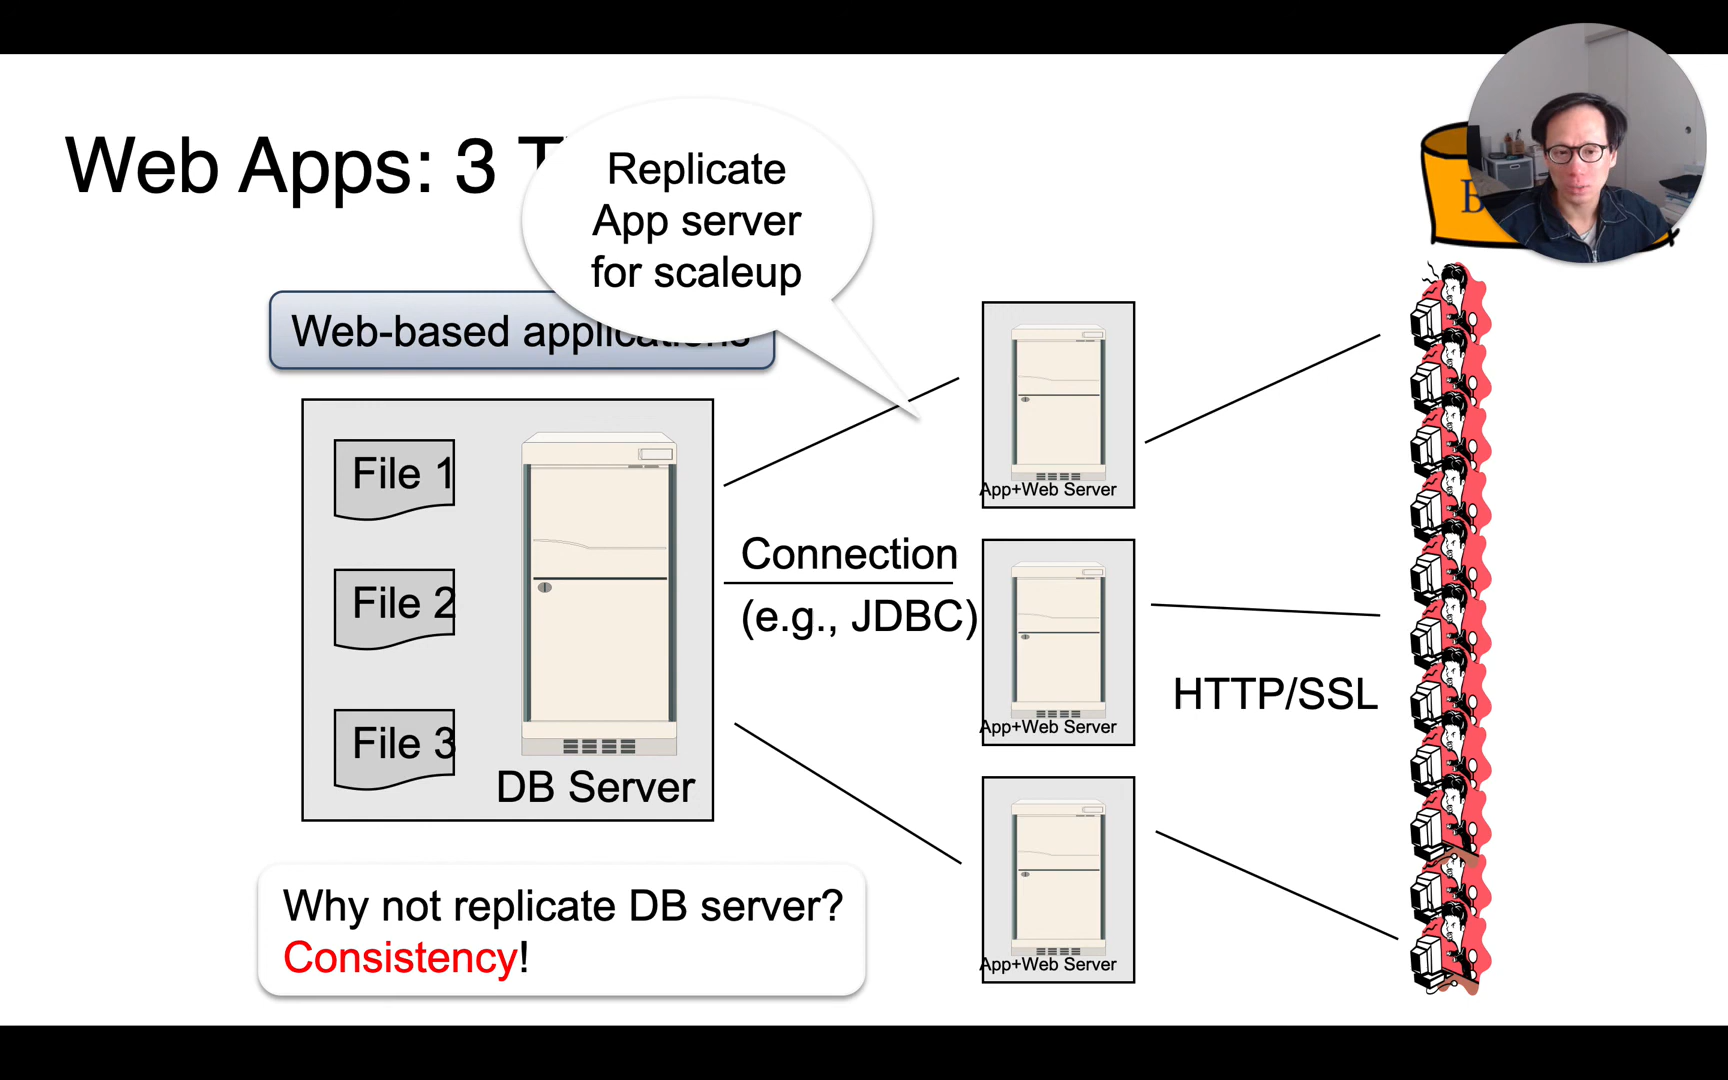 Web Apps: 3 T
Replicate
App server
for scaleup
Web-based applications
File 1
File 2
File 3
DB Server
Connection
(e.g., JDBC)
App+Web Server
App+Web Server
App+Web Server
HTTP/SSL
Why not replicate DB server?
Consistency!